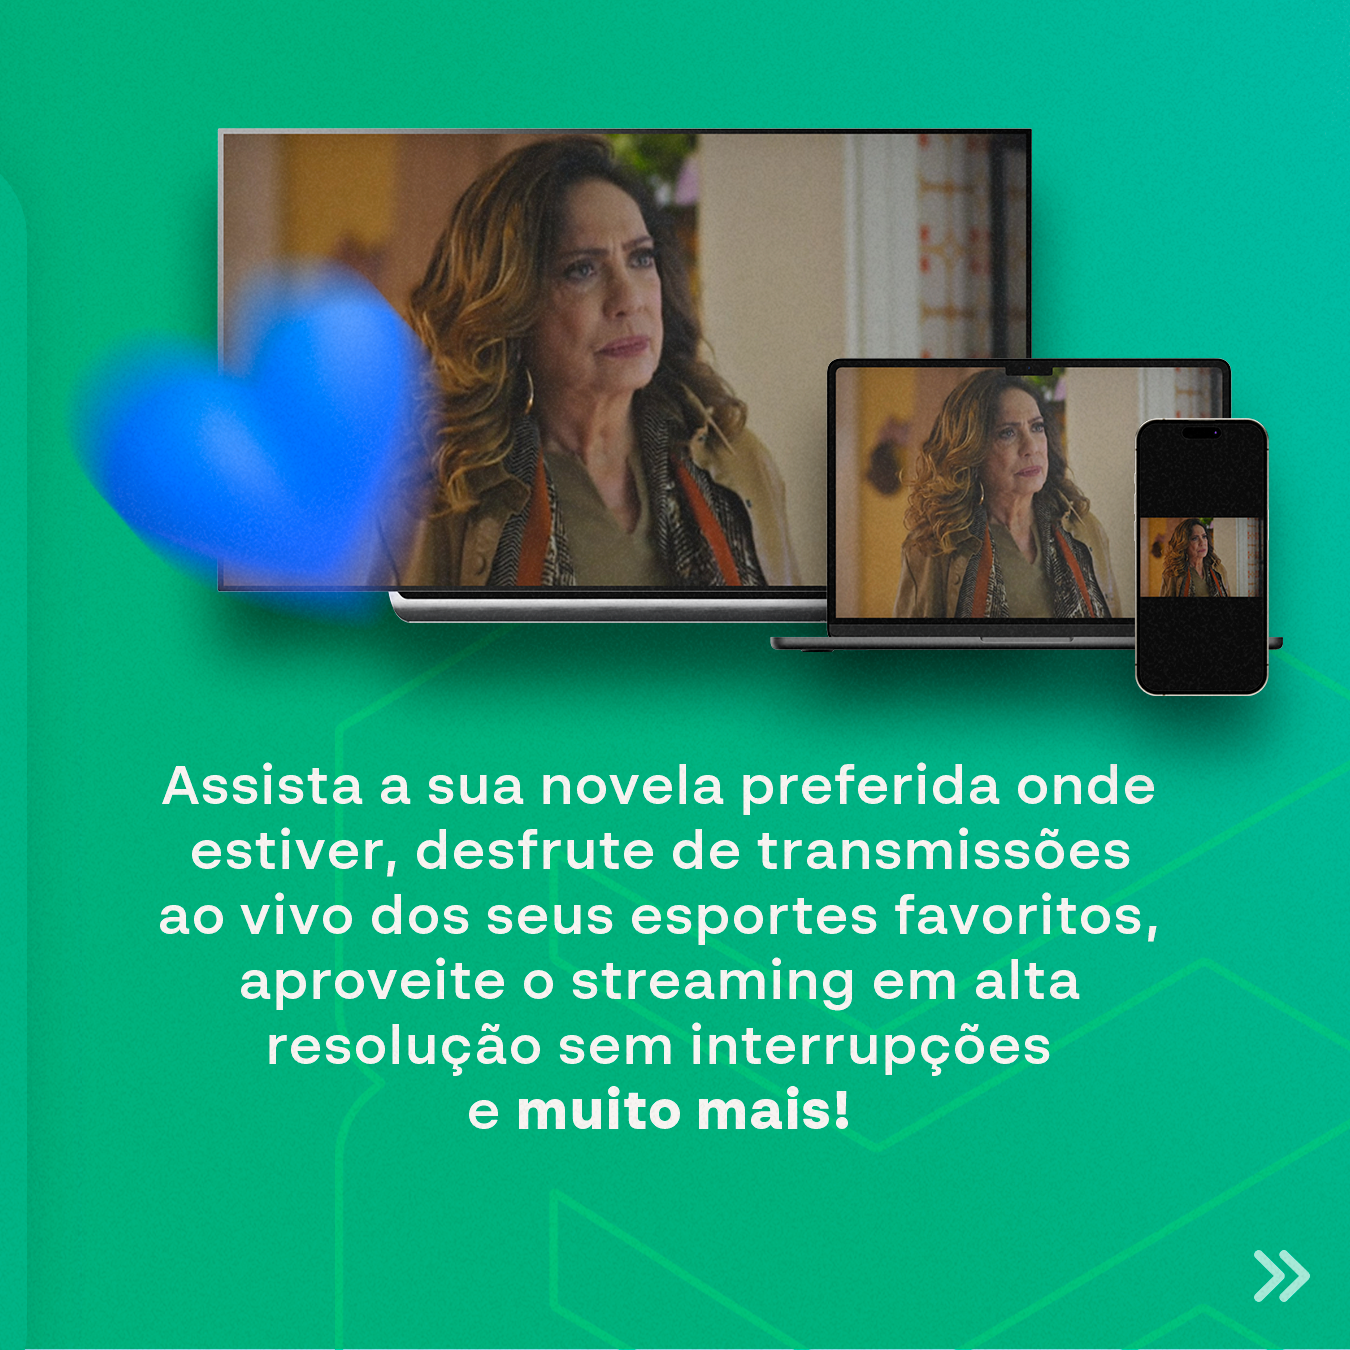 Assista a sua novela preferida onde
estiver, desfrute de transmissões
ao vivo dos seus esportes favoritos,
aproveite o streaming em alta
resolução sem interrupções
e muito mais!